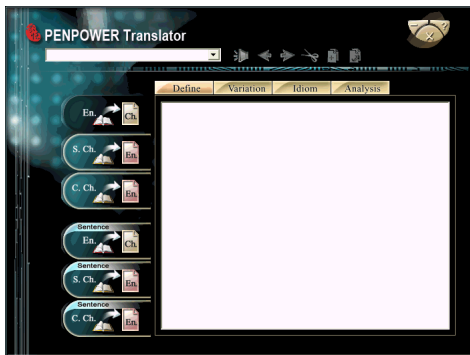 PENPOWER Translator
Define Variation Idiom Analysis
En. Ch.
S. Ch. En.
C. Ch. En.
Sentence
En. Ch.
Sentence
S. Ch. En.
Sentence
C. Ch. En.